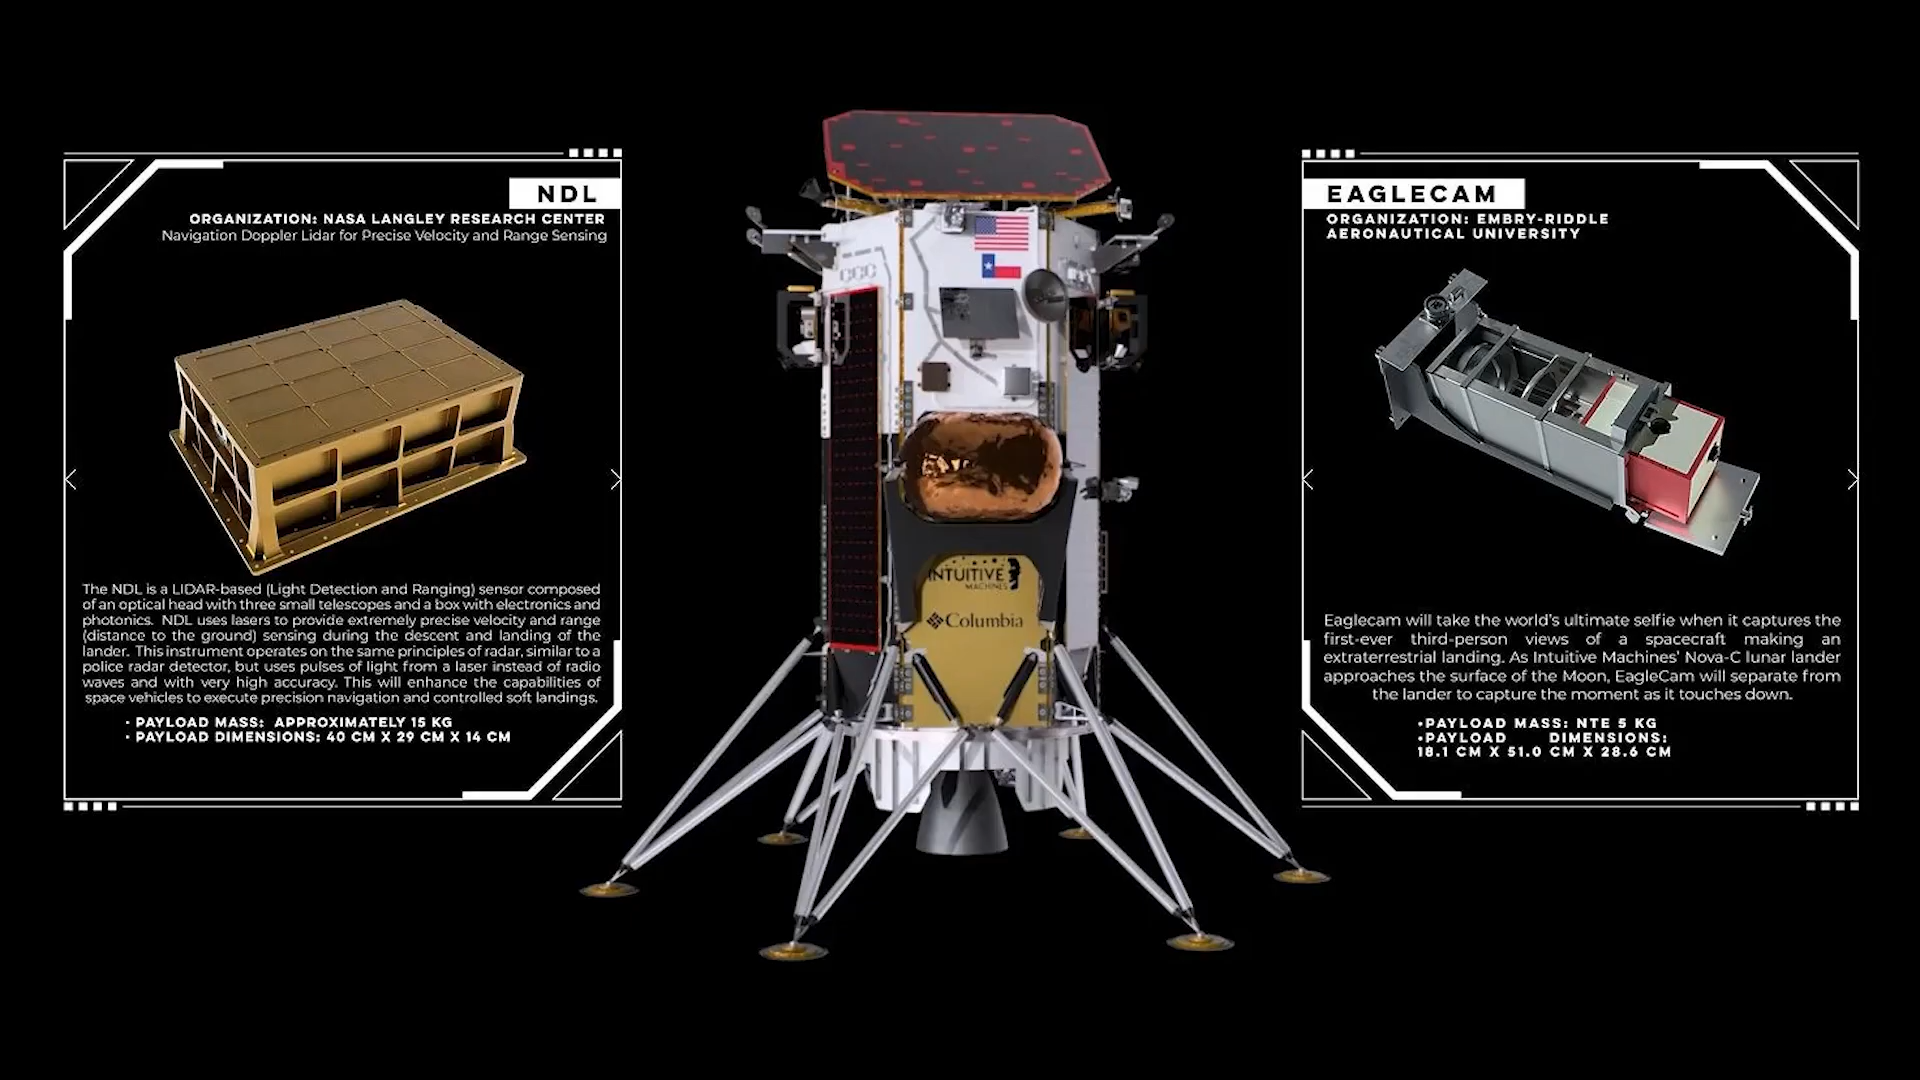 NDL
ORGANIZATION: NASA LANGLEY RESEARCH CENTER
Navigation Doppler Lidar for Precise Velocity and Range Sensing
The NDL is a LIDAR-based (Light Detection and Ranging) sensor composed
of an optical head with three small telescopes and a box with electronics and
photonics. NDL uses lasers to provide extremely precise velocity and range
(distance to the ground) sensing during the descent and landing of the
lander. This instrument operates on the same principles of radar, similar to a
police radar detector, but uses pulses of light from a laser instead of radio
waves and with very high accuracy. This will enhance the capabilities of
space vehicles to execute precision navigation and controlled soft landings.
· PAYLOAD MASS: APPROXIMATELY 15 KG
· PAYLOAD DIMENSIONS: 40 CM X 29 CM X 14 CM
INTUITIVE
MACHINES
Columbia
EAGLECAM
ORGANIZATION: EMBRY-RIDDLE
AERONAUTICAL UNIVERSITY
Eaglecam will take the world's ultimate selfie when it captures the
first-ever third-person views of a spacecraft making an
extraterrestrial landing. As Intuitive Machines' Nova-C lunar lander
approaches the surface of the Moon, EagleCam will separate from
the lander to capture the moment as it touches down.
•PAYLOAD MASS: NTE 5 KG
•PAYLOAD DIMENSIONS:
18.1 CM X 51.0 CM X 28.6 CM